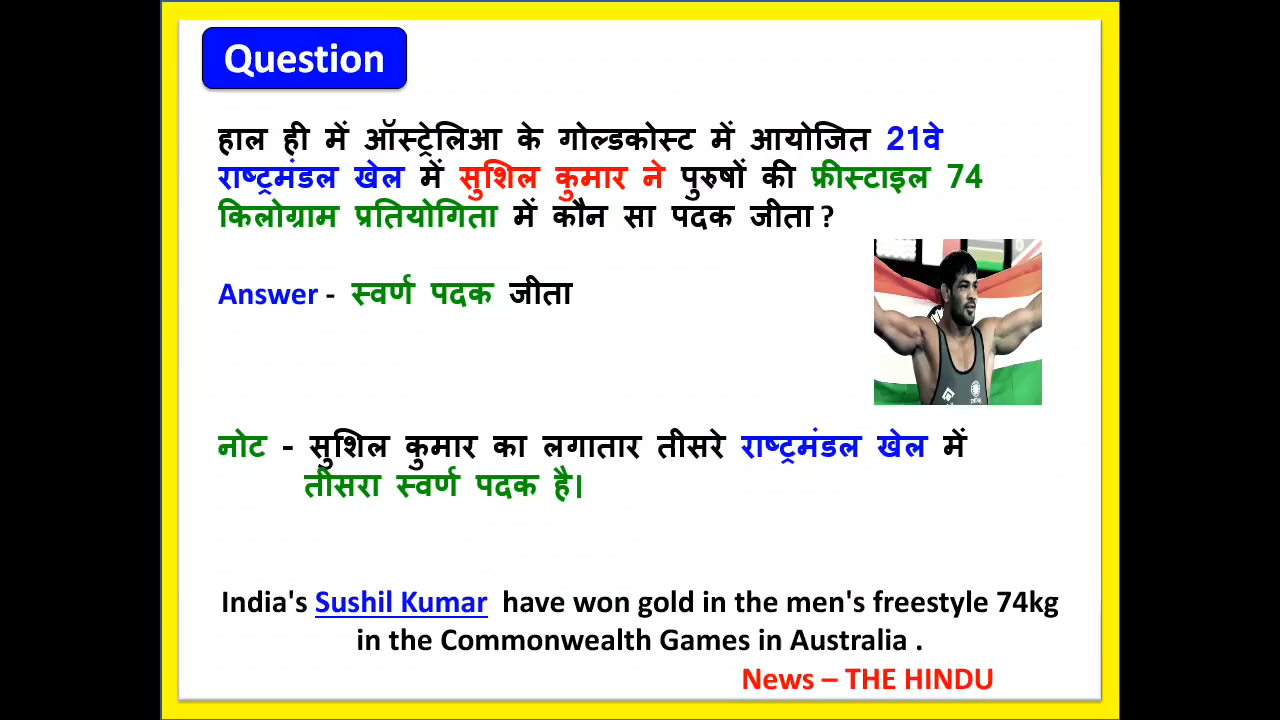 Question
हाल ही में ऑस्ट्रेलिआ के गोल्डकोस्ट में आयोजित 21वे
राष्ट्रमंडल खेल में सुशिल कुमार ने पुरुषों की फ्रीस्टाइल 74
किलोग्राम प्रतियोगिता में कौन सा पदक जीता ?
Answer - स्वर्ण पदक जीता
नोट - सुशिल कुमार का लगातार तीसरे राष्ट्रमंडल खेल में
तीसरा स्वर्ण पदक है।
India's Sushil Kumar have won gold in the men's freestyle 74kg
in the Commonwealth Games in Australia .
News – THE HINDU